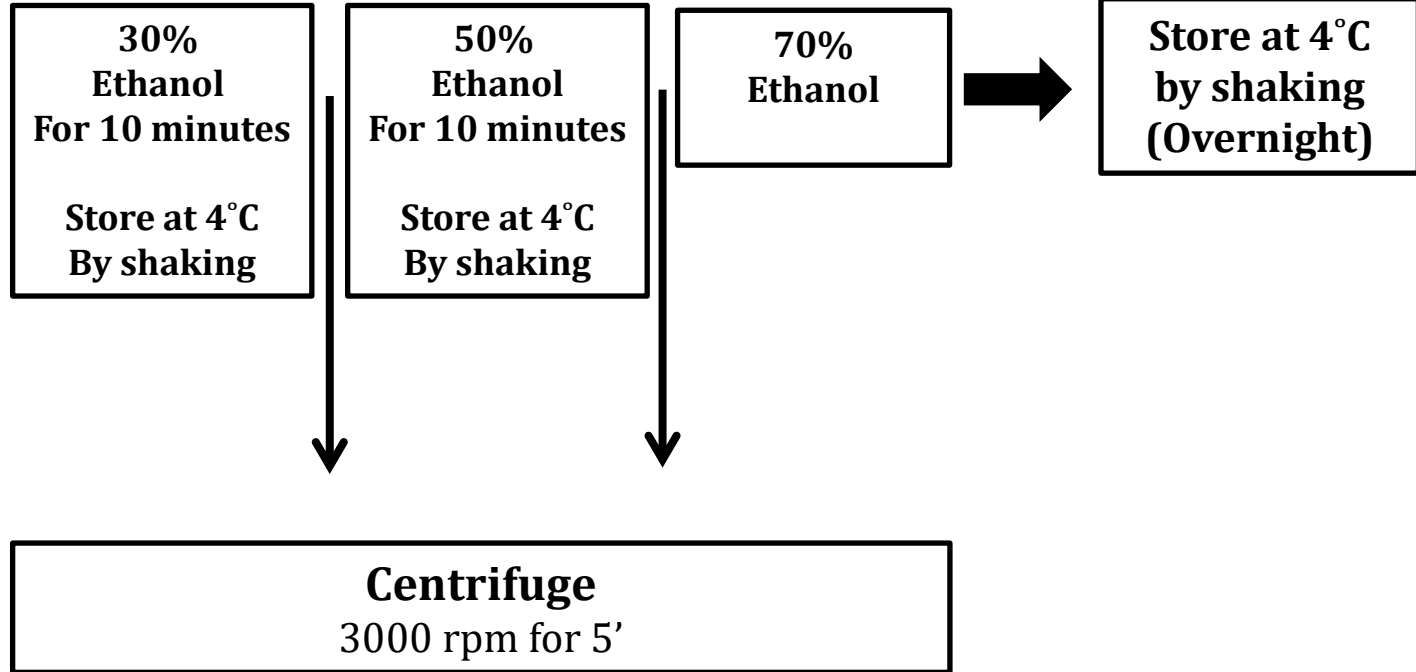 30%
Ethanol
For 10 minutes
Store at 4°C
By shaking
50%
Ethanol
For 10 minutes
Store at 4°C
By shaking
70%
Ethanol
Store at 4°C
by shaking
(Overnight)
Centrifuge
3000 rpm for 5’